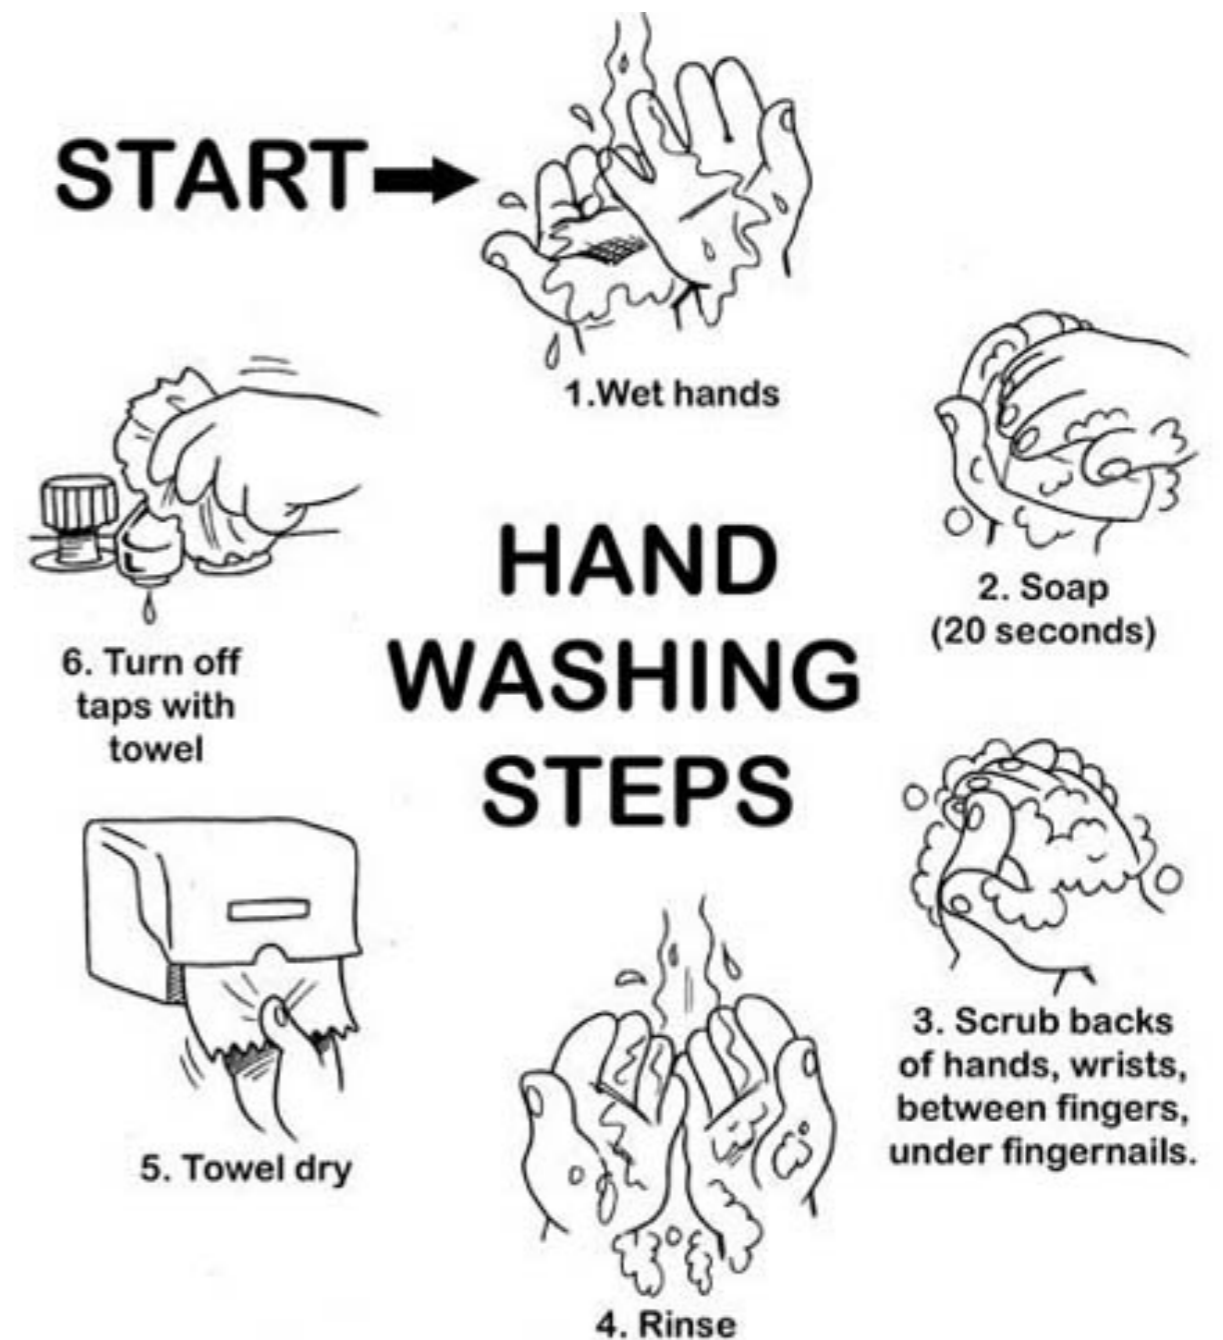 START
1.Wet hands
2. Soap
(20 seconds)
3. Scrub backs
of hands, wrists,
between fingers,
under fingernails.
4. Rinse
5. Towel dry
6. Turn off
taps with
towel
HAND
WASHING
STEPS